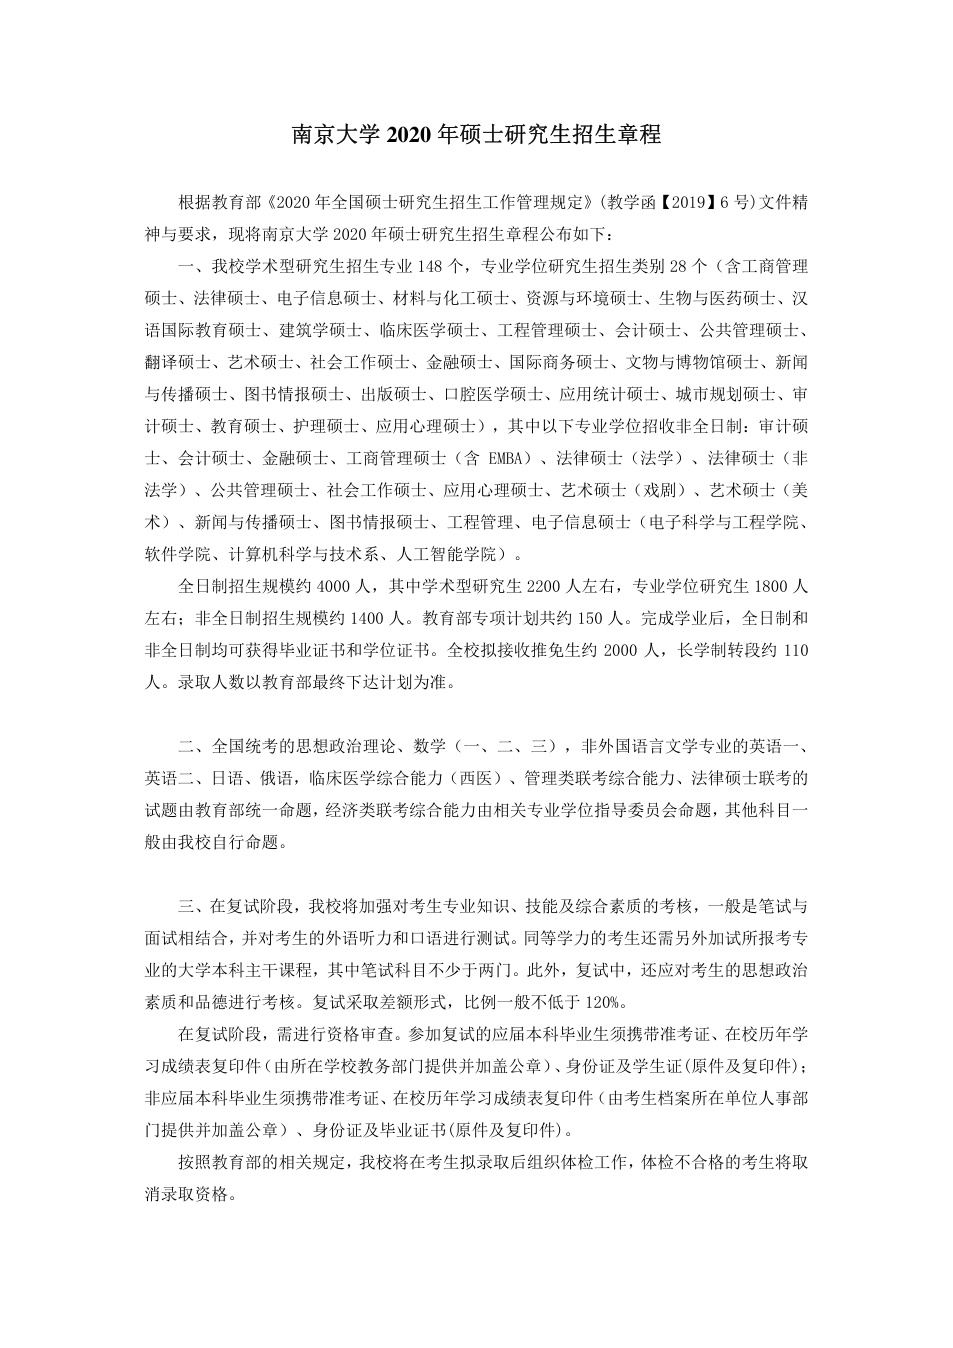 南京大学 2020 年硕士研究生招生章程
根据教育部《2020 年全国硕士研究生招生工作管理规定》(教学函【2019】6 号)文件精
神与要求，现将南京大学 2020 年硕士研究生招生章程公布如下：
一、我校学术型研究生招生专业 148 个，专业学位研究生招生类别 28 个（含工商管理
硕士、法律硕士、电子信息硕士、材料与化工硕士、资源与环境硕士、生物与医药硕士、汉
语国际教育硕士、建筑学硕士、临床医学硕士、工程管理硕士、会计硕士、公共管理硕士、
翻译硕士、艺术硕士、社会工作硕士、金融硕士、国际商务硕士、文物与博物馆硕士、新闻
与传播硕士、图书情报硕士、出版硕士、口腔医学硕士、应用统计硕士、城市规划硕士、审
计硕士、教育硕士、护理硕士、应用心理硕士），其中以下专业学位招收非全日制：审计硕
士、会计硕士、金融硕士、工商管理硕士（含 EMBA）、法律硕士（法学）、法律硕士（非
法学）、公共管理硕士、社会工作硕士、应用心理硕士、艺术硕士（戏剧）、艺术硕士（美
术）、新闻与传播硕士、图书情报硕士、工程管理、电子信息硕士（电子科学与工程学院、
软件学院、计算机科学与技术系、人工智能学院）。
全日制招生规模约 4000 人，其中学术型研究生 2200 人左右，专业学位研究生 1800 人
左右；非全日制招生规模约 1400 人。教育部专项计划共约 150 人。完成学业后，全日制和
非全日制均可获得毕业证书和学位证书。全校拟接收推免生约 2000 人，长学制转段约 110
人。录取人数以教育部最终下达计划为准。
二、全国统考的思想政治理论、数学（一、二、三），非外国语言文学专业的英语一、
英语二、日语、俄语，临床医学综合能力（西医）、管理类联考综合能力、法律硕士联考的
试题由教育部统一命题，经济类联考综合能力由相关专业学位指导委员会命题，其他科目一
般由我校自行命题。
三、在复试阶段，我校将加强对考生专业知识、技能及综合素质的考核，一般是笔试与
面试相结合，并对考生的外语听力和口语进行测试。同等学力的考生还需另外加试所报考专
业的大学本科主干课程，其中笔试科目不少于两门。此外，复试中，还应对考生的思想政治
素质和品德进行考核。复试采取差额形式，比例一般不低于 120%。
在复试阶段，需进行资格审查。参加复试的应届本科毕业生须携带准考证、在校历年学
习成绩表复印件（由所在学校教务部门提供并加盖公章）、身份证及学生证(原件及复印件)；
非应届本科毕业生须携带准考证、在校历年学习成绩表复印件（由考生档案所在单位人事部
门提供并加盖公章）、身份证及毕业证书(原件及复印件)。
按照教育部的相关规定，我校将在考生拟录取后组织体检工作，体检不合格的考生将取
消录取资格。